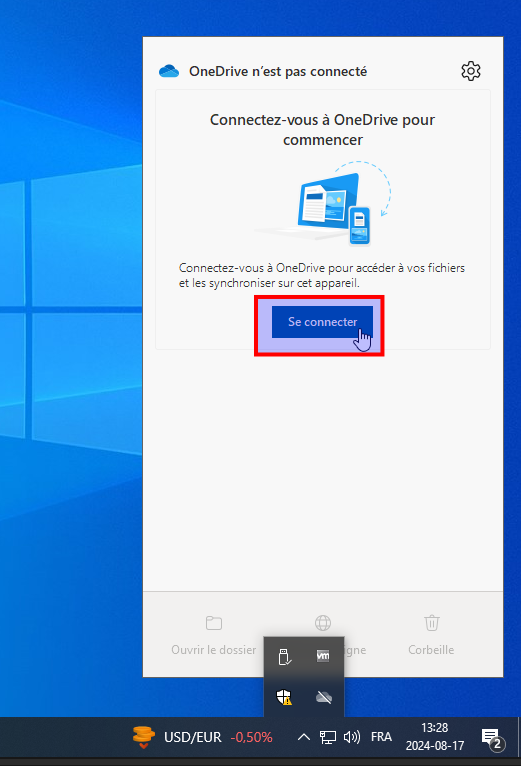 OneDrive n’est pas connecté
Connectez-vous à OneDrive pour
commencer
Connectez-vous à OneDrive pour accéder à vos fichiers
et les synchroniser sur cet appareil.
Se connecter
Ouvrir le dossier
igne
Corbeille
vm
USD/EUR -0,50%
FRA
13:28
2024-08-17
2